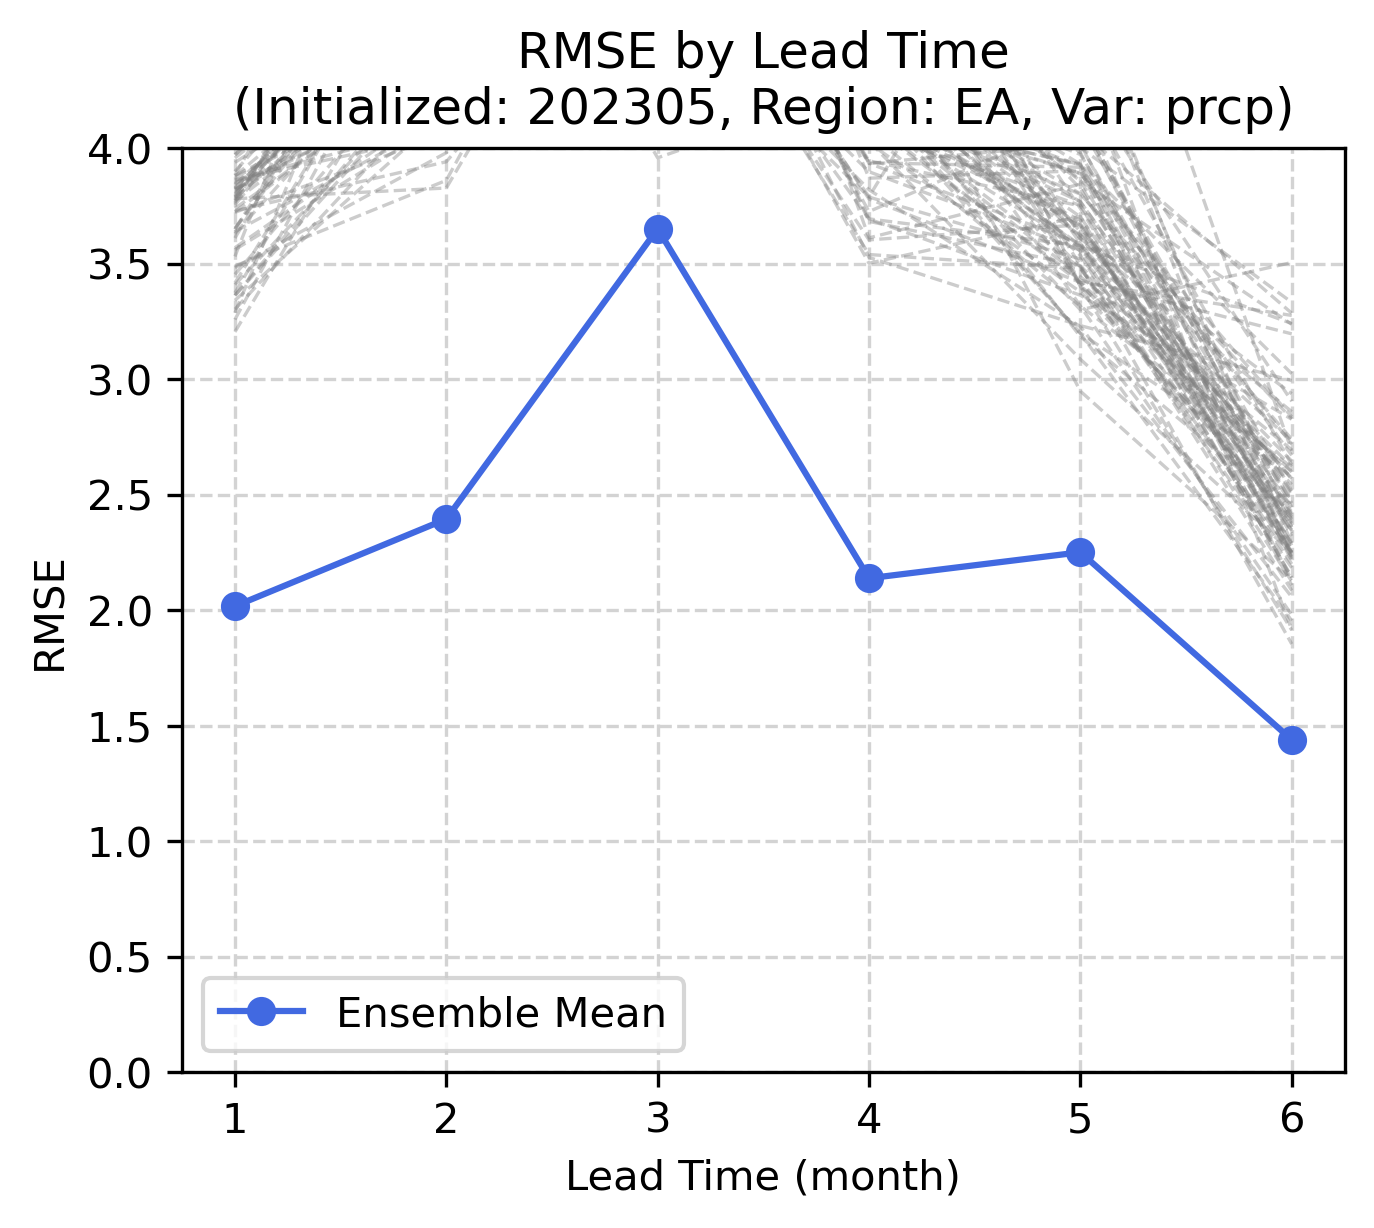 RMSE by Lead Time
(Initialized: 202305, Region: EA, Var: prcp)
4.0
3.5
3.0
2.5
2.0
1.5
1.0
0.5
0.0
RMSE
Ensemble Mean
1 2 3 4 5 6
Lead Time (month)